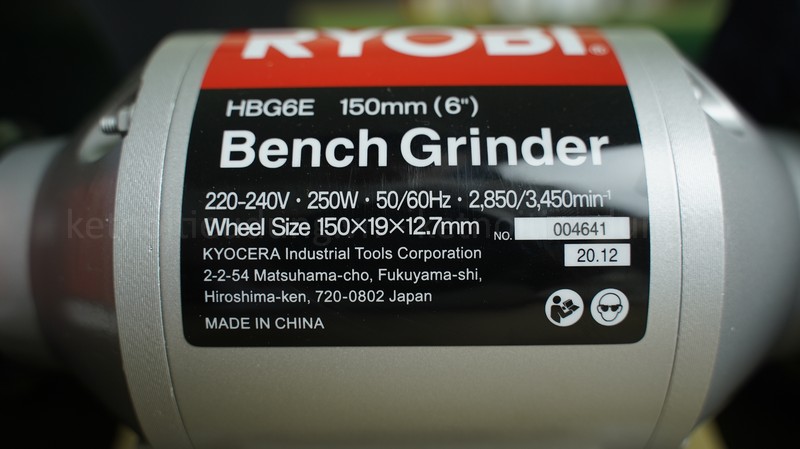 RYOBI®
HBG6E 150mm (6")
Bench Grinder
220-240V · 250W · 50/60Hz · 2,850/3,450min⁻¹
Wheel Size 150×19×12.7mm NO. 004641
KYOCERA Industrial Tools Corporation 20.12
2-2-54 Matsuhama-cho, Fukuyama-shi,
Hiroshima-ken, 720-0802 Japan
MADE IN CHINA